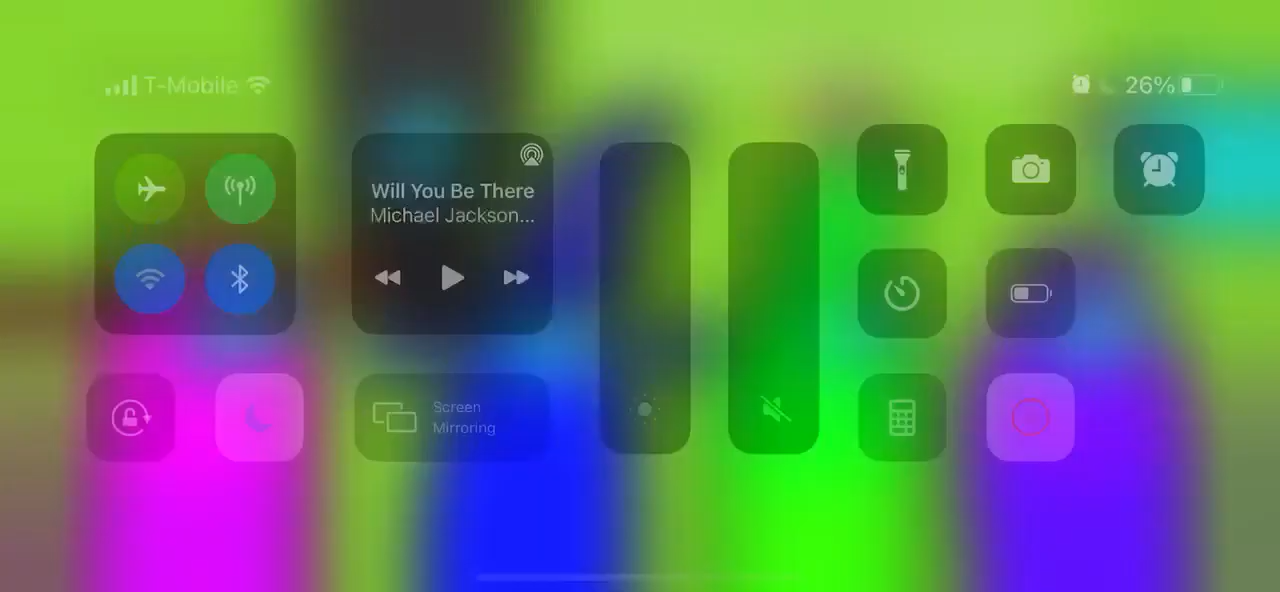 T-Mobile
26%
Will You Be There
Michael Jackson...
Screen
Mirroring